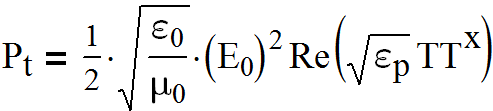 P_t = 1/2 · √(ε_0/μ_0) · (E_0)^2 Re(√ε_p TT^x)